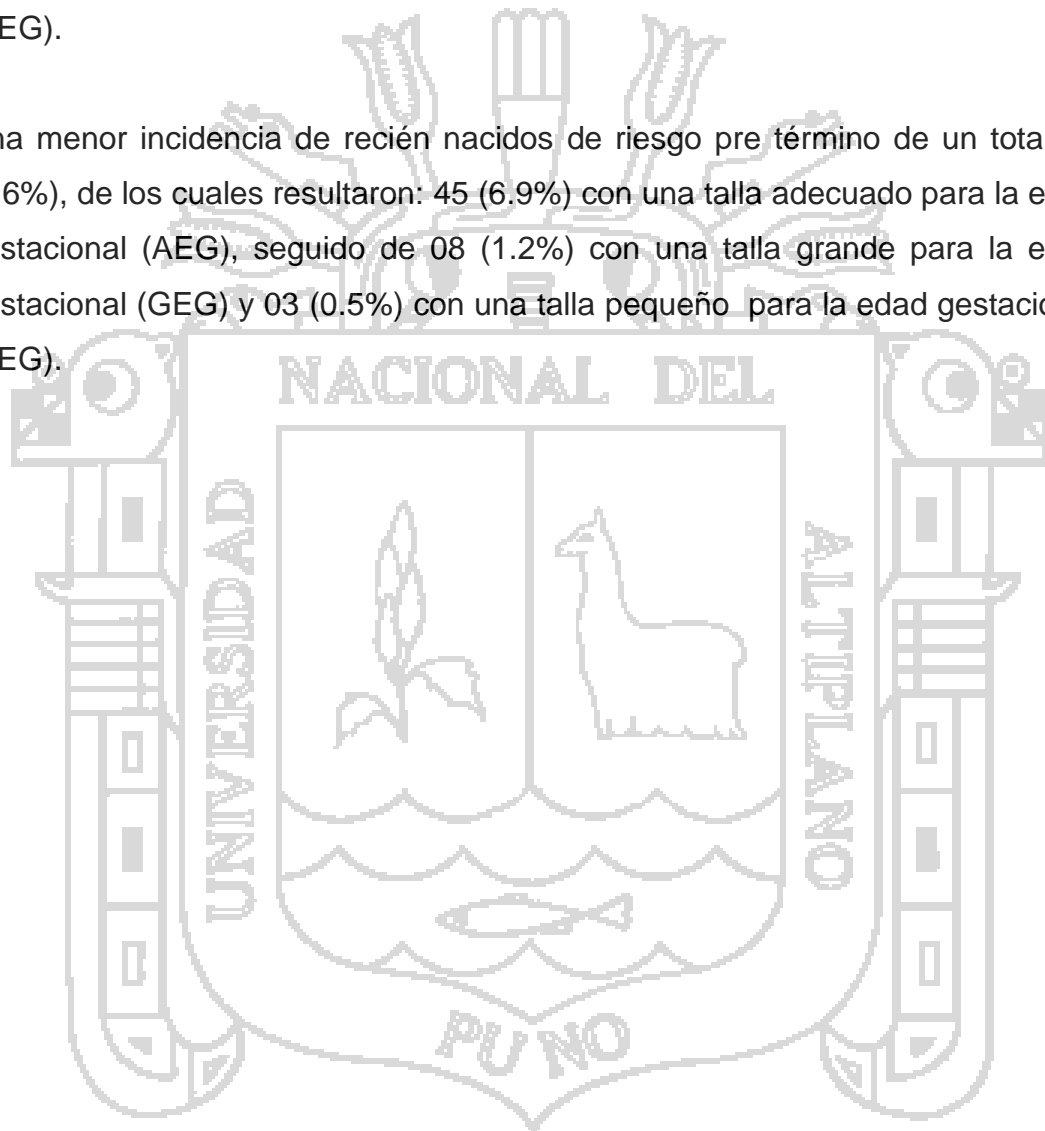 EG).
na menor incidencia de recién nacidos de riesgo pre término de un tota
6%), de los cuales resultaron: 45 (6.9%) con una talla adecuado para la e
stacional (AEG), seguido de 08 (1.2%) con una talla grande para la e
stacional (GEG) y 03 (0.5%) con una talla pequeño para la edad gestacio
EG).
NACIONAL DEL
UNIVERSIDAD
ALTIPLANO
PUNO